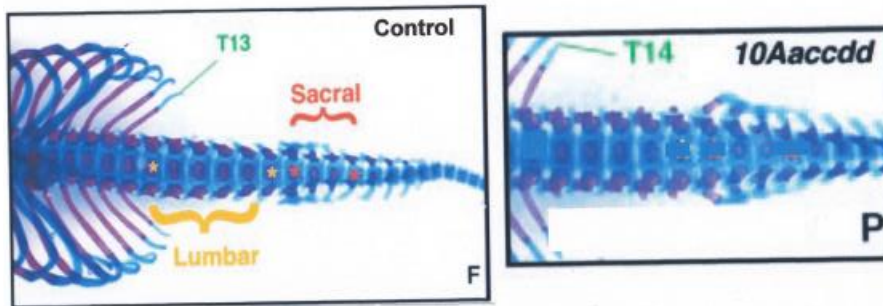 Control
T13
Sacral
Lumbar
F
T14
10Aaccdd
P